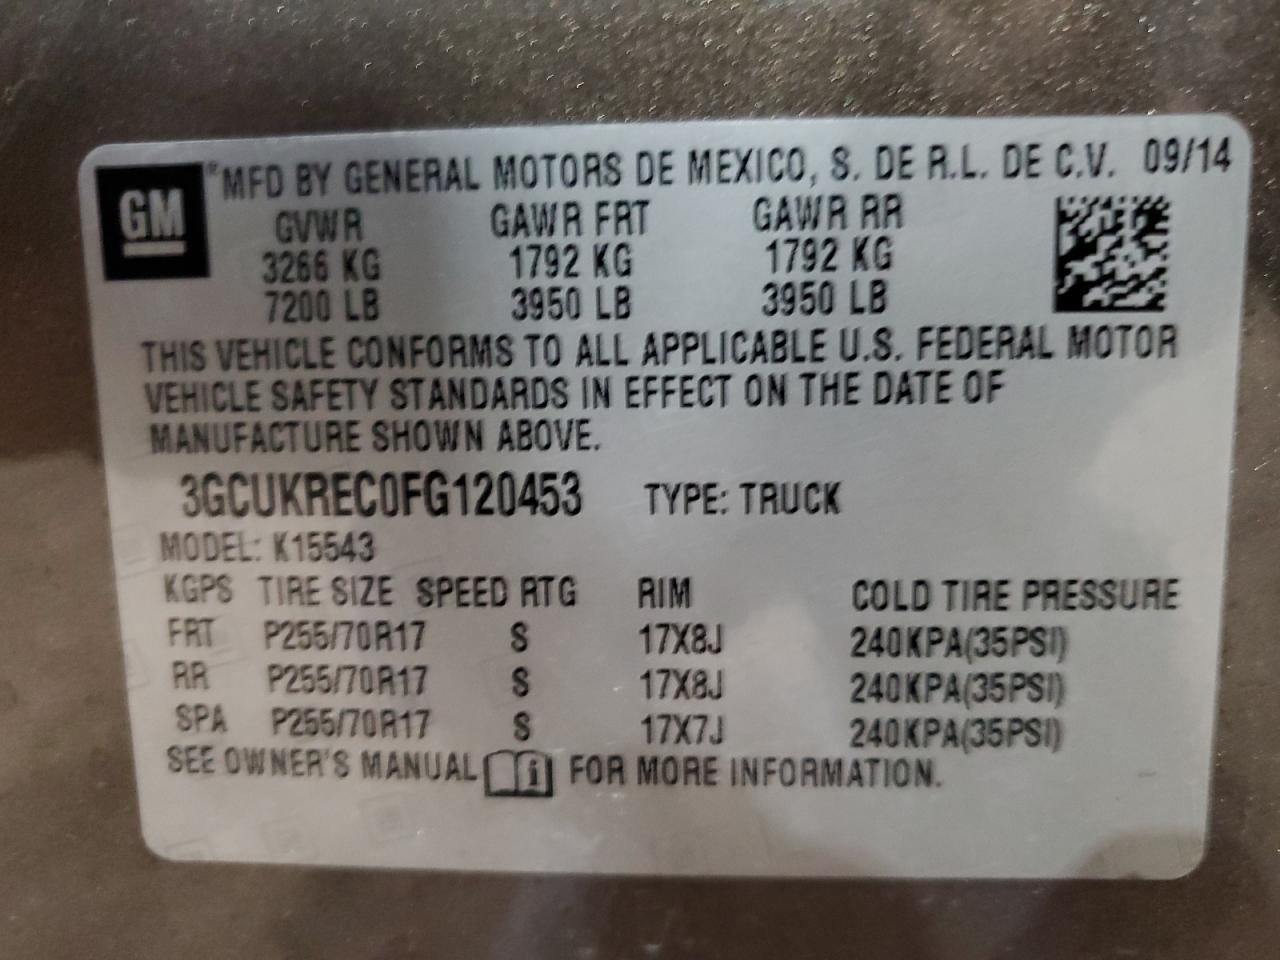 GM
® MFD BY GENERAL MOTORS DE MEXICO, S. DE R.L. DE C.V. 09/14
GVWR GAWR FRT GAWR RR
3266 KG 1792 KG 1792 KG
7200 LB 3950 LB 3950 LB
THIS VEHICLE CONFORMS TO ALL APPLICABLE U.S. FEDERAL MOTOR
VEHICLE SAFETY STANDARDS IN EFFECT ON THE DATE OF
MANUFACTURE SHOWN ABOVE.
3GCUKREC0FG120453 TYPE: TRUCK
MODEL: K15543
KGPS TIRE SIZE SPEED RTG RIM COLD TIRE PRESSURE
FRT P255/70R17 S 17X8J 240KPA(35PSI)
RR P255/70R17 S 17X8J 240KPA(35PSI)
SPA P255/70R17 S 17X7J 240KPA(35PSI)
SEE OWNER'S MANUAL i FOR MORE INFORMATION.